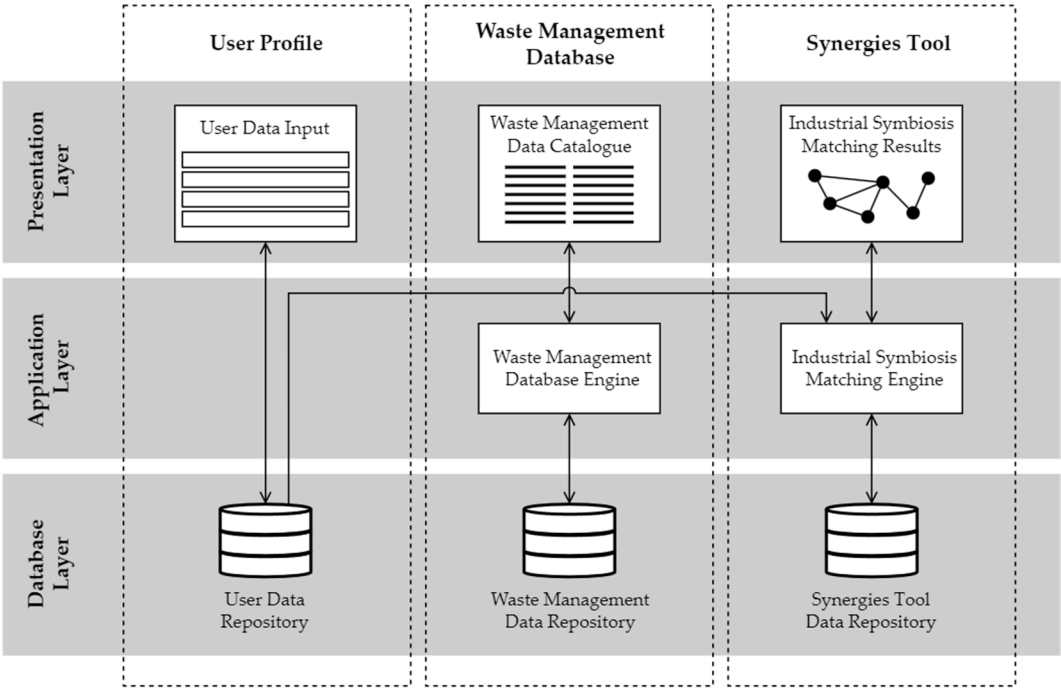 User Profile
Waste Management
Database
Synergies Tool
Presentation
Layer
User Data Input
Waste Management
Data Catalogue
Industrial Symbiosis
Matching Results
Application
Layer
Waste Management
Database Engine
Industrial Symbiosis
Matching Engine
Database
Layer
User Data
Repository
Waste Management
Data Repository
Synergies Tool
Data Repository